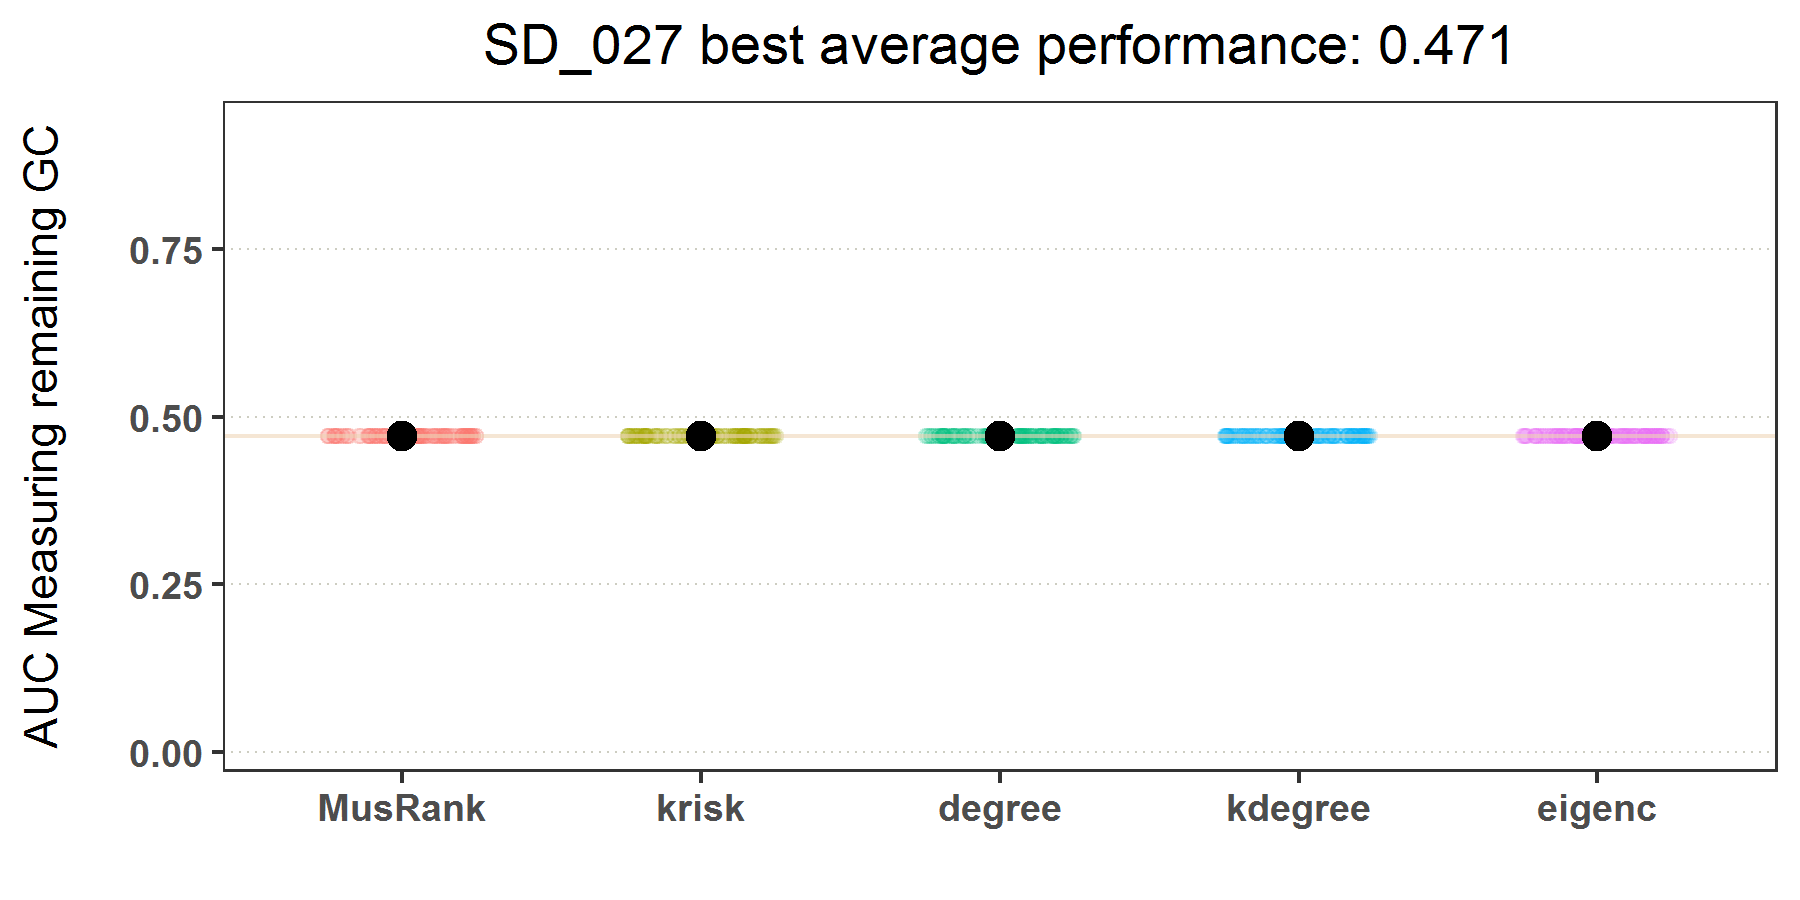 SD_027 best average performance: 0.471
AUC Measuring remaining GC
0.75
0.50
0.25
0.00
MusRank krisk degree kdegree eigenc